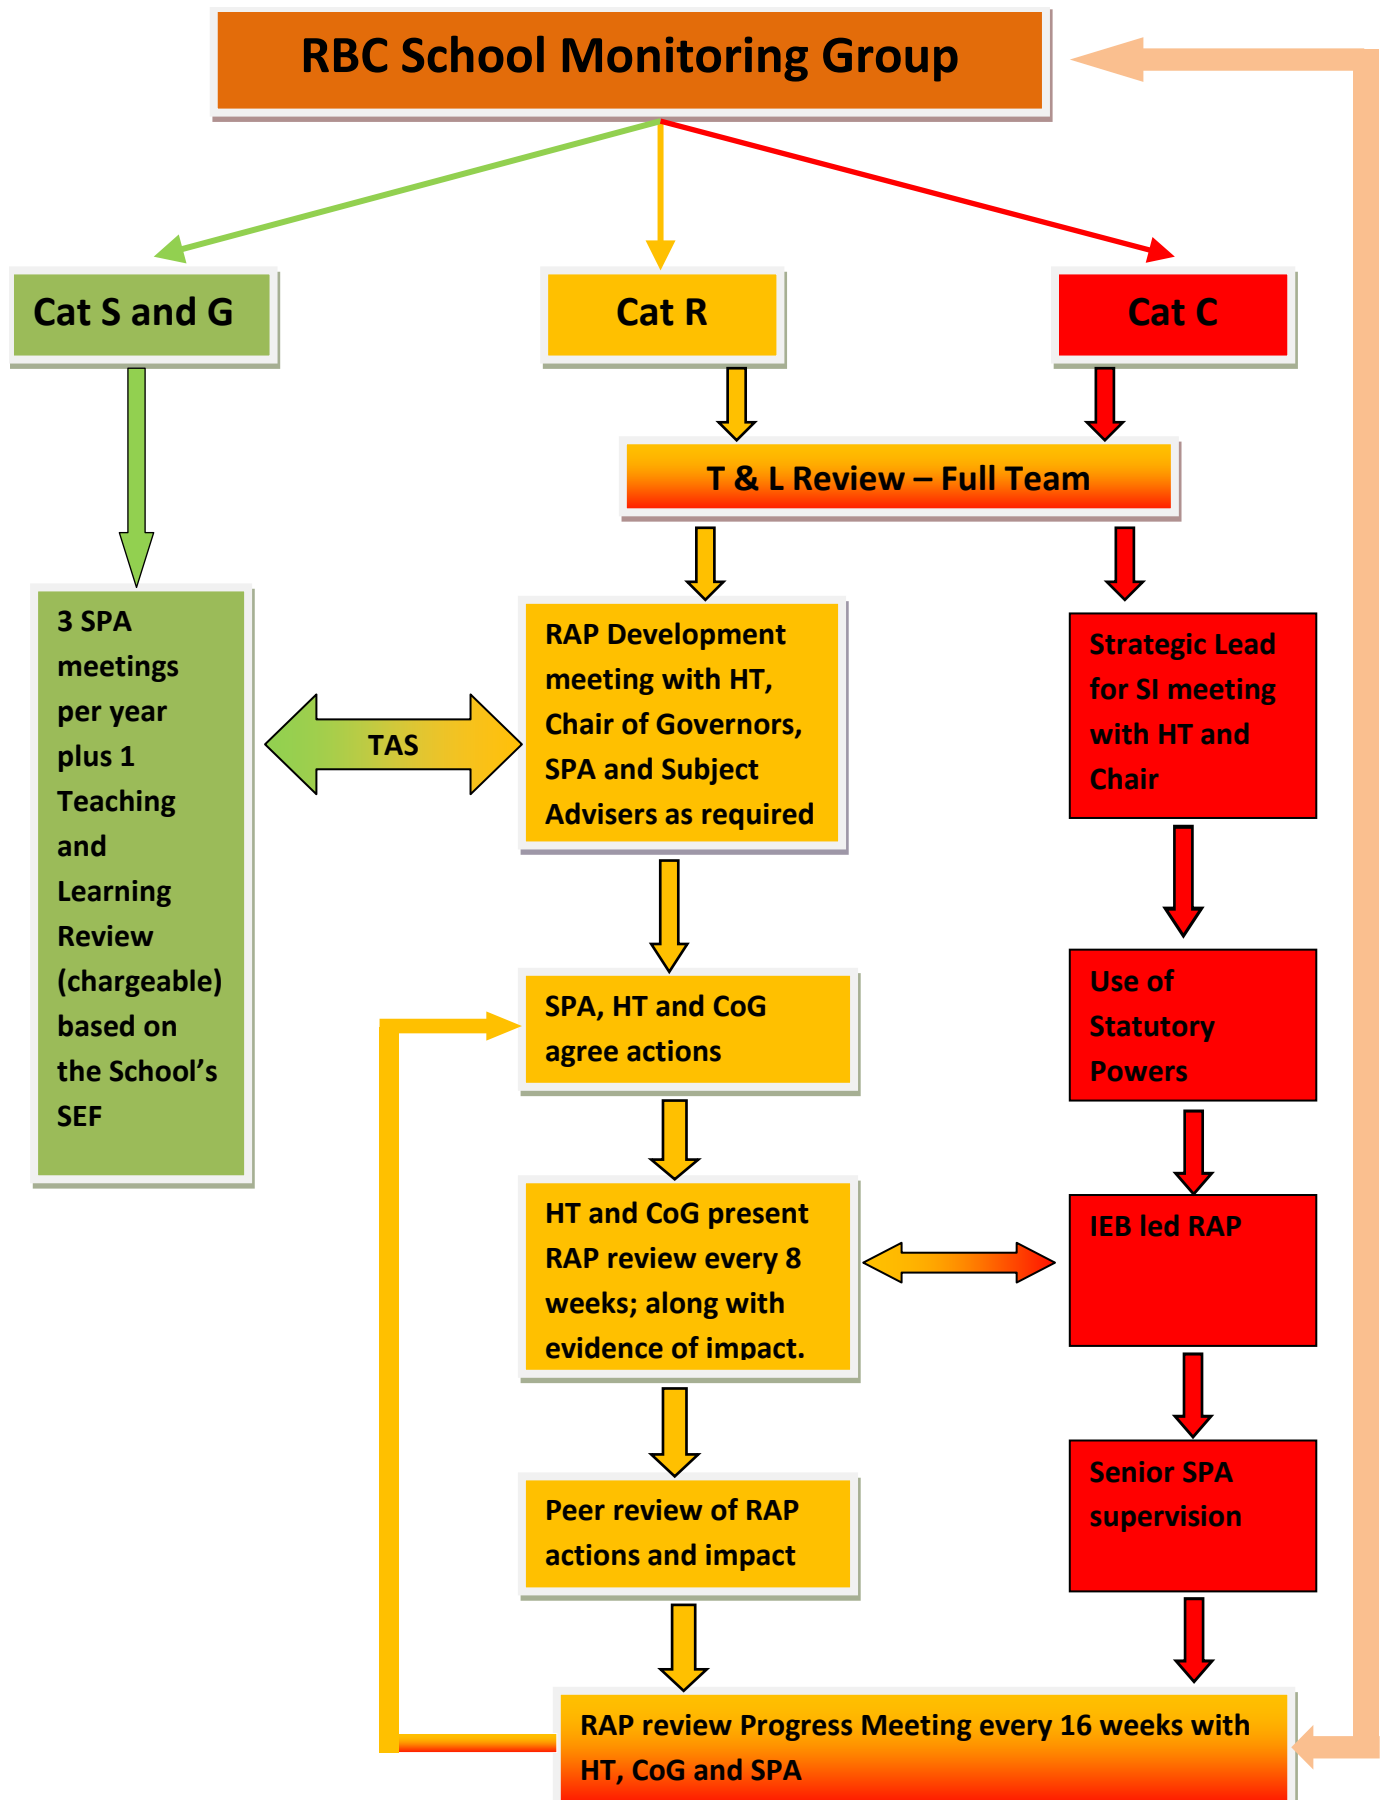 RBC School Monitoring Group
Cat S and G
Cat R
Cat C
T & L Review – Full Team
3 SPA
meetings
per year
plus 1
Teaching
and
Learning
Review
(chargeable)
based on
the School’s
SEF
TAS
RAP Development
meeting with HT,
Chair of Governors,
SPA and Subject
Advisers as required
Strategic Lead
for SI meeting
with HT and
Chair
SPA, HT and CoG
agree actions
Use of
Statutory
Powers
HT and CoG present
RAP review every 8
weeks; along with
evidence of impact.
IEB led RAP
Peer review of RAP
actions and impact
Senior SPA
supervision
RAP review Progress Meeting every 16 weeks with
HT, CoG and SPA